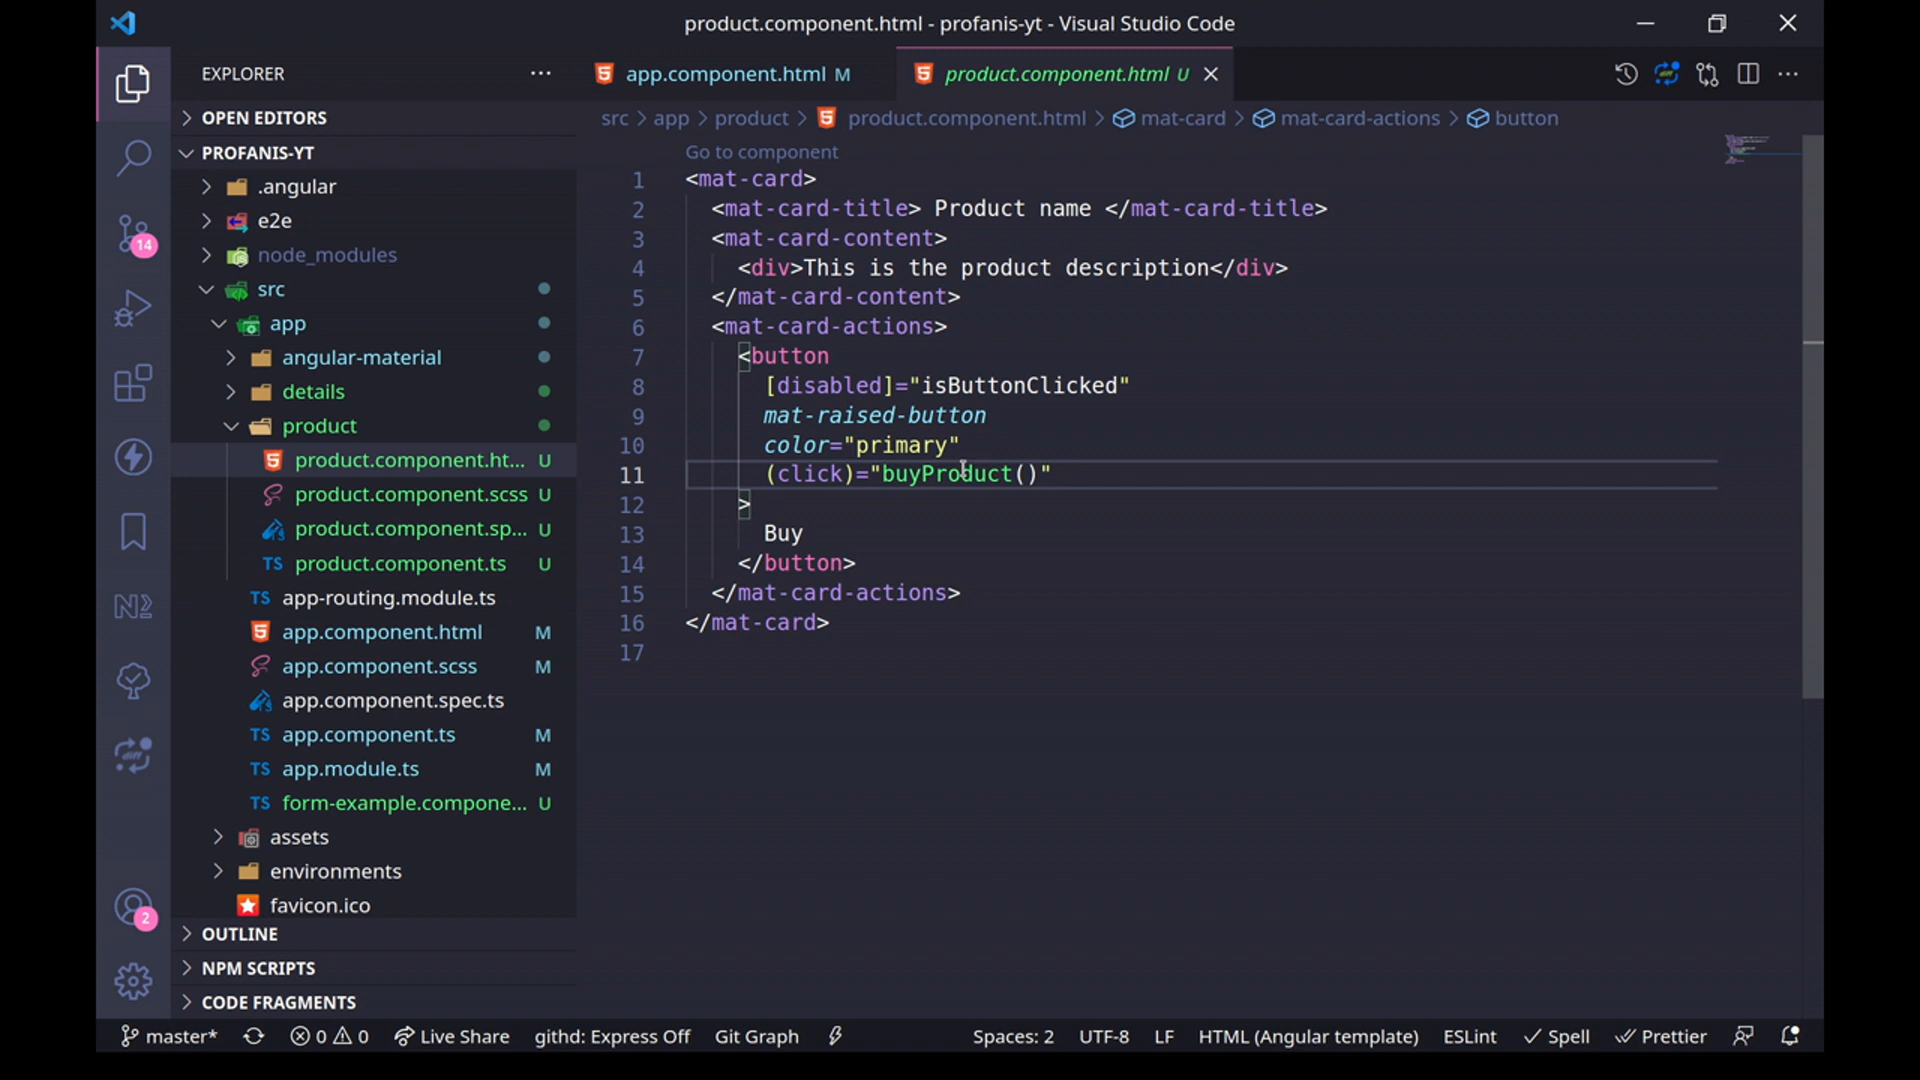 product.component.html - profanis-yt - Visual Studio Code
EXPLORER
app.component.html M
product.component.html U
OPEN EDITORS
src > app > product > product.component.html > mat-card > mat-card-actions > button
PROFANIS-YT
.angular
e2e
14
node_modules
src
app
angular-material
details
product
product.component.ht... U
product.component.scss U
product.component.sp... U
product.component.ts U
app-routing.module.ts
app.component.html M
app.component.scss M
app.component.spec.ts
app.component.ts M
app.module.ts M
form-example.compone... U
assets
environments
favicon.ico
2
OUTLINE
NPM SCRIPTS
CODE FRAGMENTS
Go to component
1 <mat-card>
2 <mat-card-title> Product name </mat-card-title>
3 <mat-card-content>
4 <div>This is the product description</div>
5 </mat-card-content>
6 <mat-card-actions>
7 <button
8 [disabled]="isButtonClicked"
9 mat-raised-button
10 color="primary"
11 (click)="buyProduct()"
12 >
13 Buy
14 </button>
15 </mat-card-actions>
16 </mat-card>
17
master* 0 0 Live Share githd: Express Off Git Graph Spaces: 2 UTF-8 LF HTML (Angular template) ESLint Spell Prettier